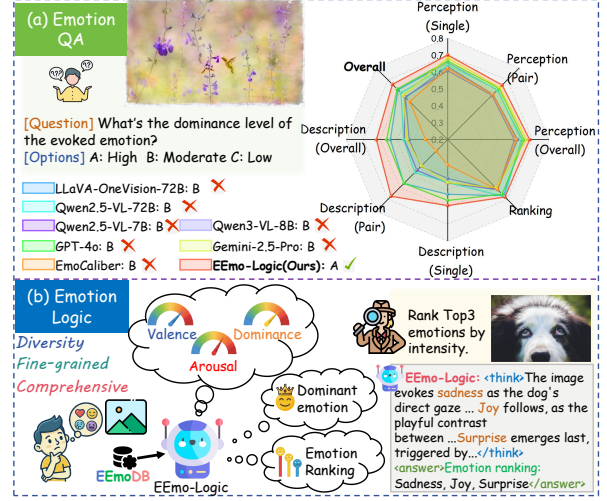 (a) Emotion
QA
[Question] What's the dominance level of
the evoked emotion?
[Options] A: High B: Moderate C: Low
LLaVA-OneVision-72B: B
Qwen2.5-VL-72B: B
Qwen2.5-VL-7B: B
Qwen3-VL-8B: B
GPT-4o: B
Gemini-2.5-Pro: B
EmoCaliber: B
EEmo-Logic(Ours): A
Perception
(Single)
Perception
(Pair)
Perception
(Overall)
Ranking
Description
(Single)
Description
(Pair)
Description
(Overall)
Overall
0.8
0.7
0.6
0.5
0.4
0.3
0.2
(b) Emotion
Logic
Diversity
Fine-grained
Comprehensive
Valence
Dominance
Arousal
EEmoDB
EEmo-Logic
Dominant
emotion
Emotion
Ranking
Rank Top3
emotions by
intensity.
EEmo-Logic: <think>The image
evokes sadness as the dog's
direct gaze ... Joy follows, as the
playful contrast
between ...Surprise emerges last,
triggered by...</think>
<answer>Emotion ranking:
Sadness, Joy, Surprise</answer>